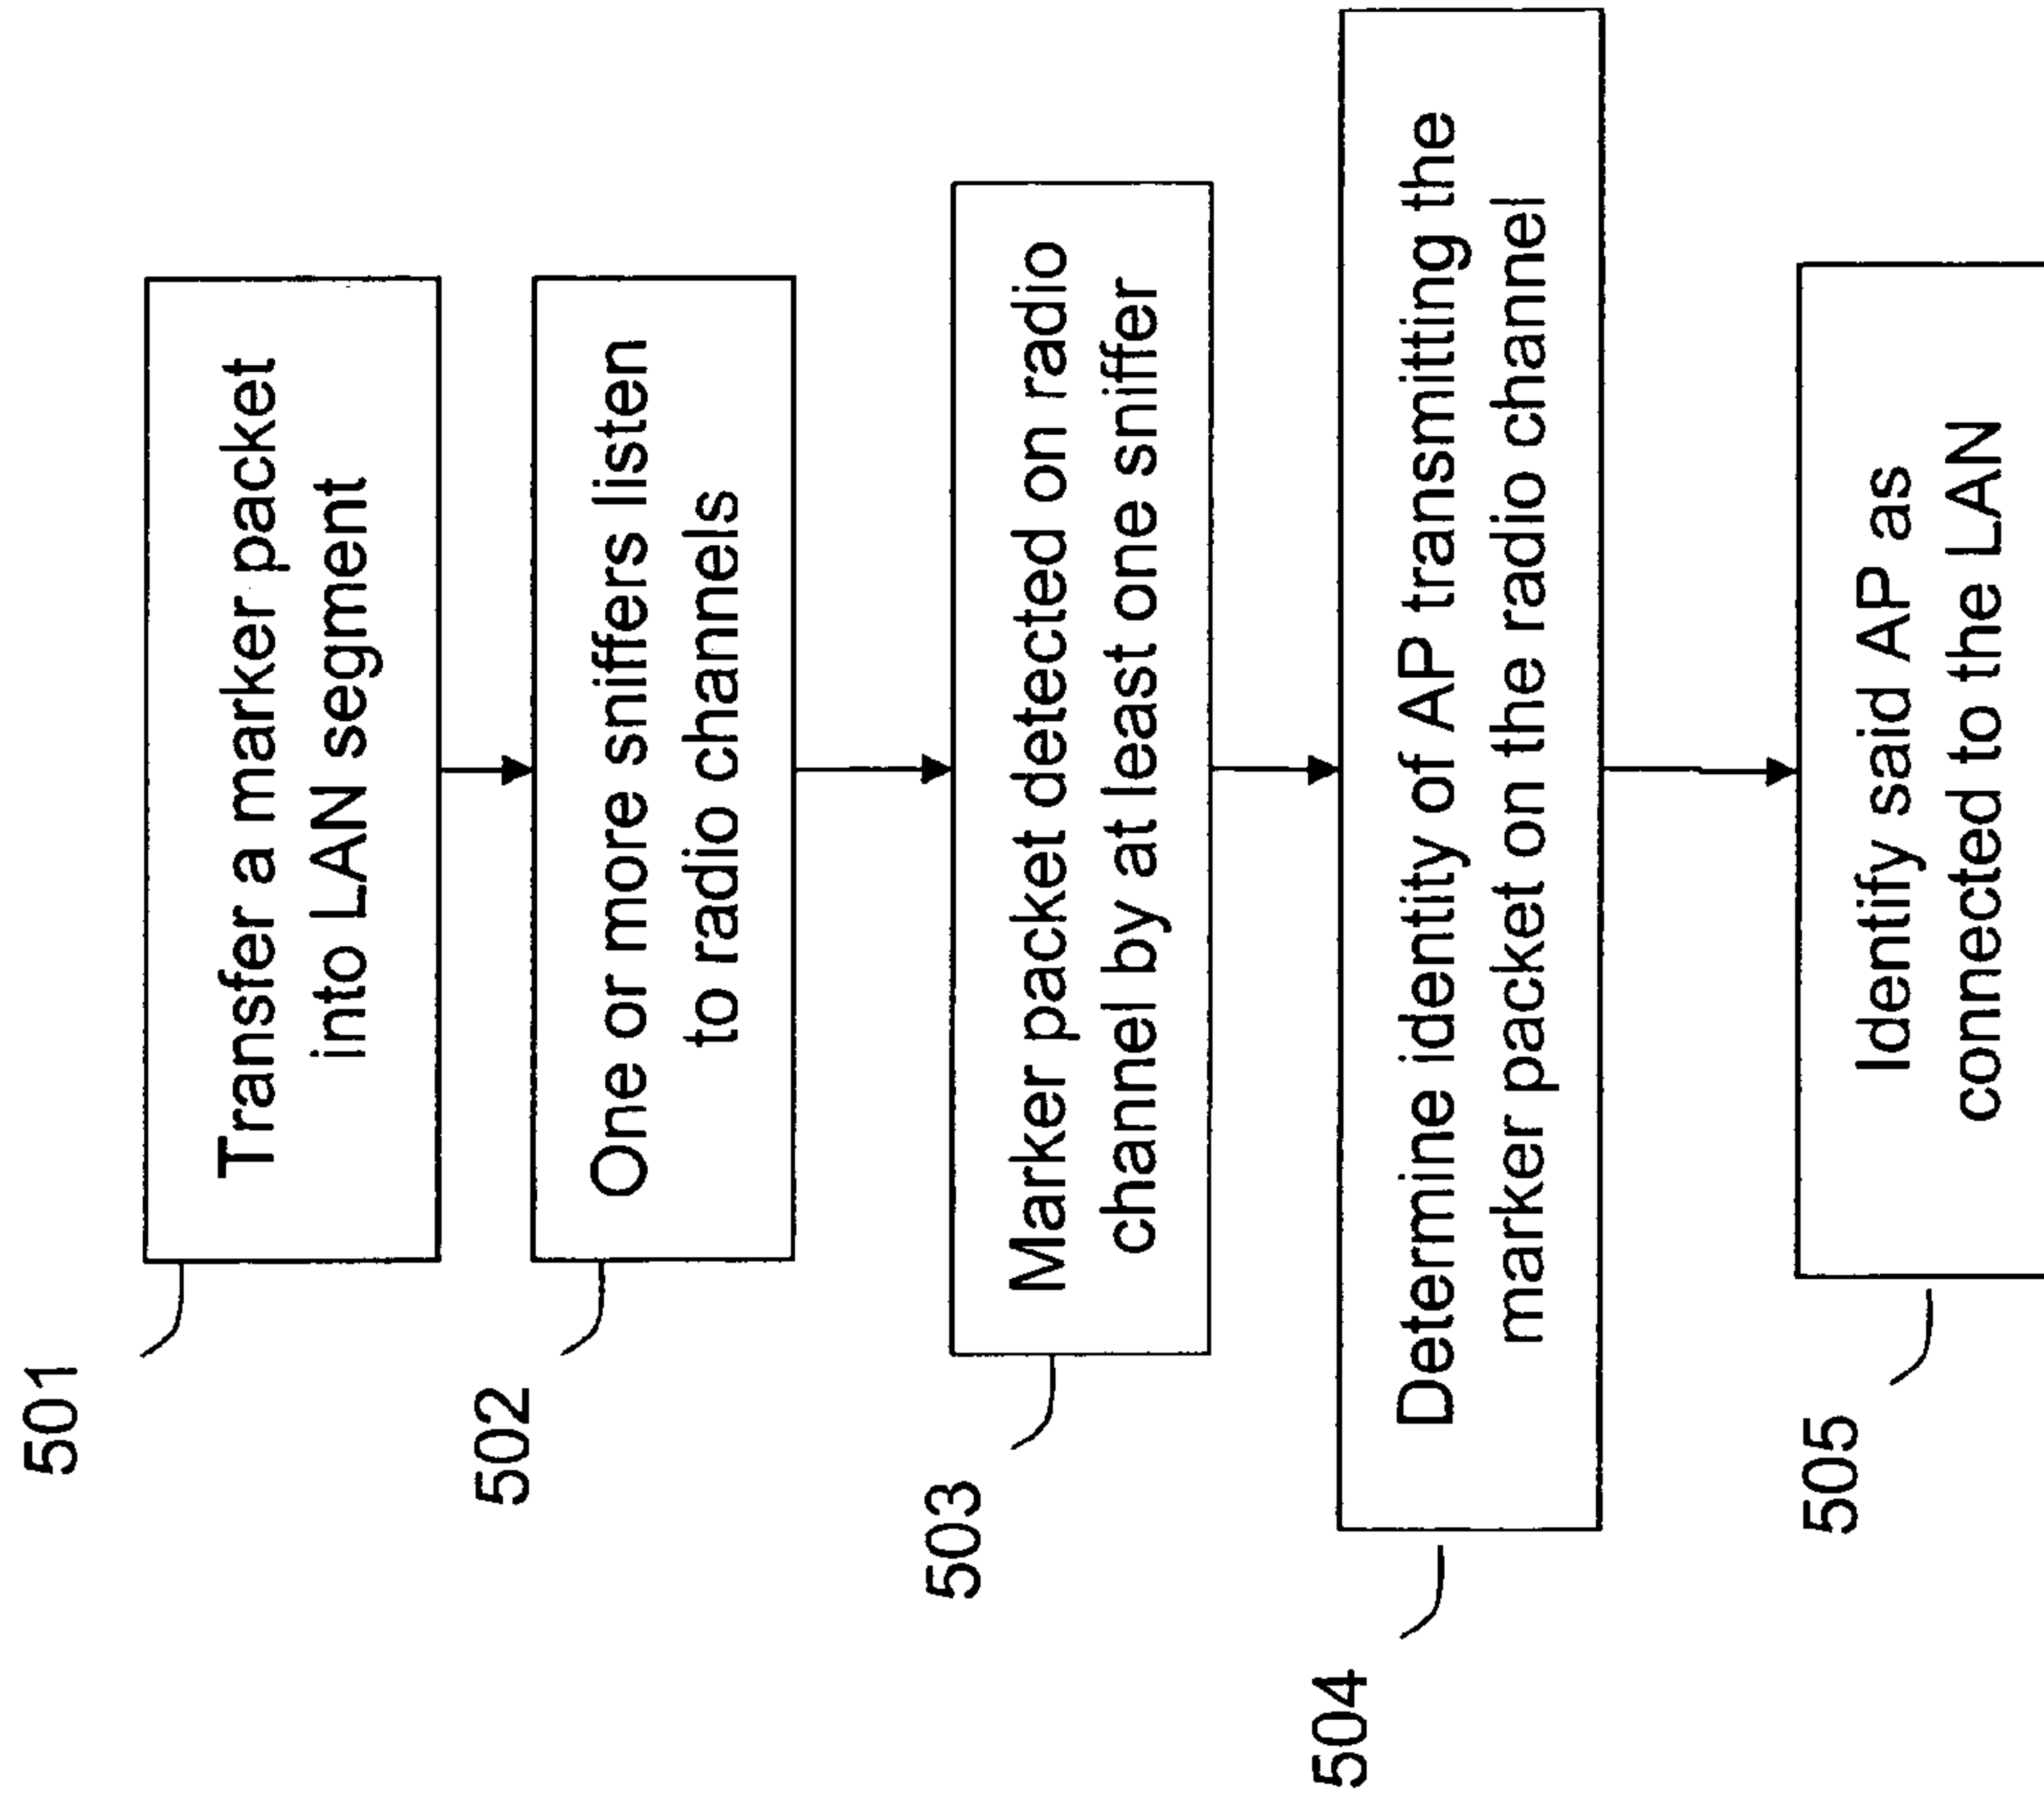 501
Transfer a marker packet
into LAN segment
502
One or more sniffers listen
to radio channels
503
Marker packet detected on radio
channel by at least one sniffer
504
Determine identity of AP transmitting the
marker packet on the radio channel
505
Identify said AP as
connected to the LAN